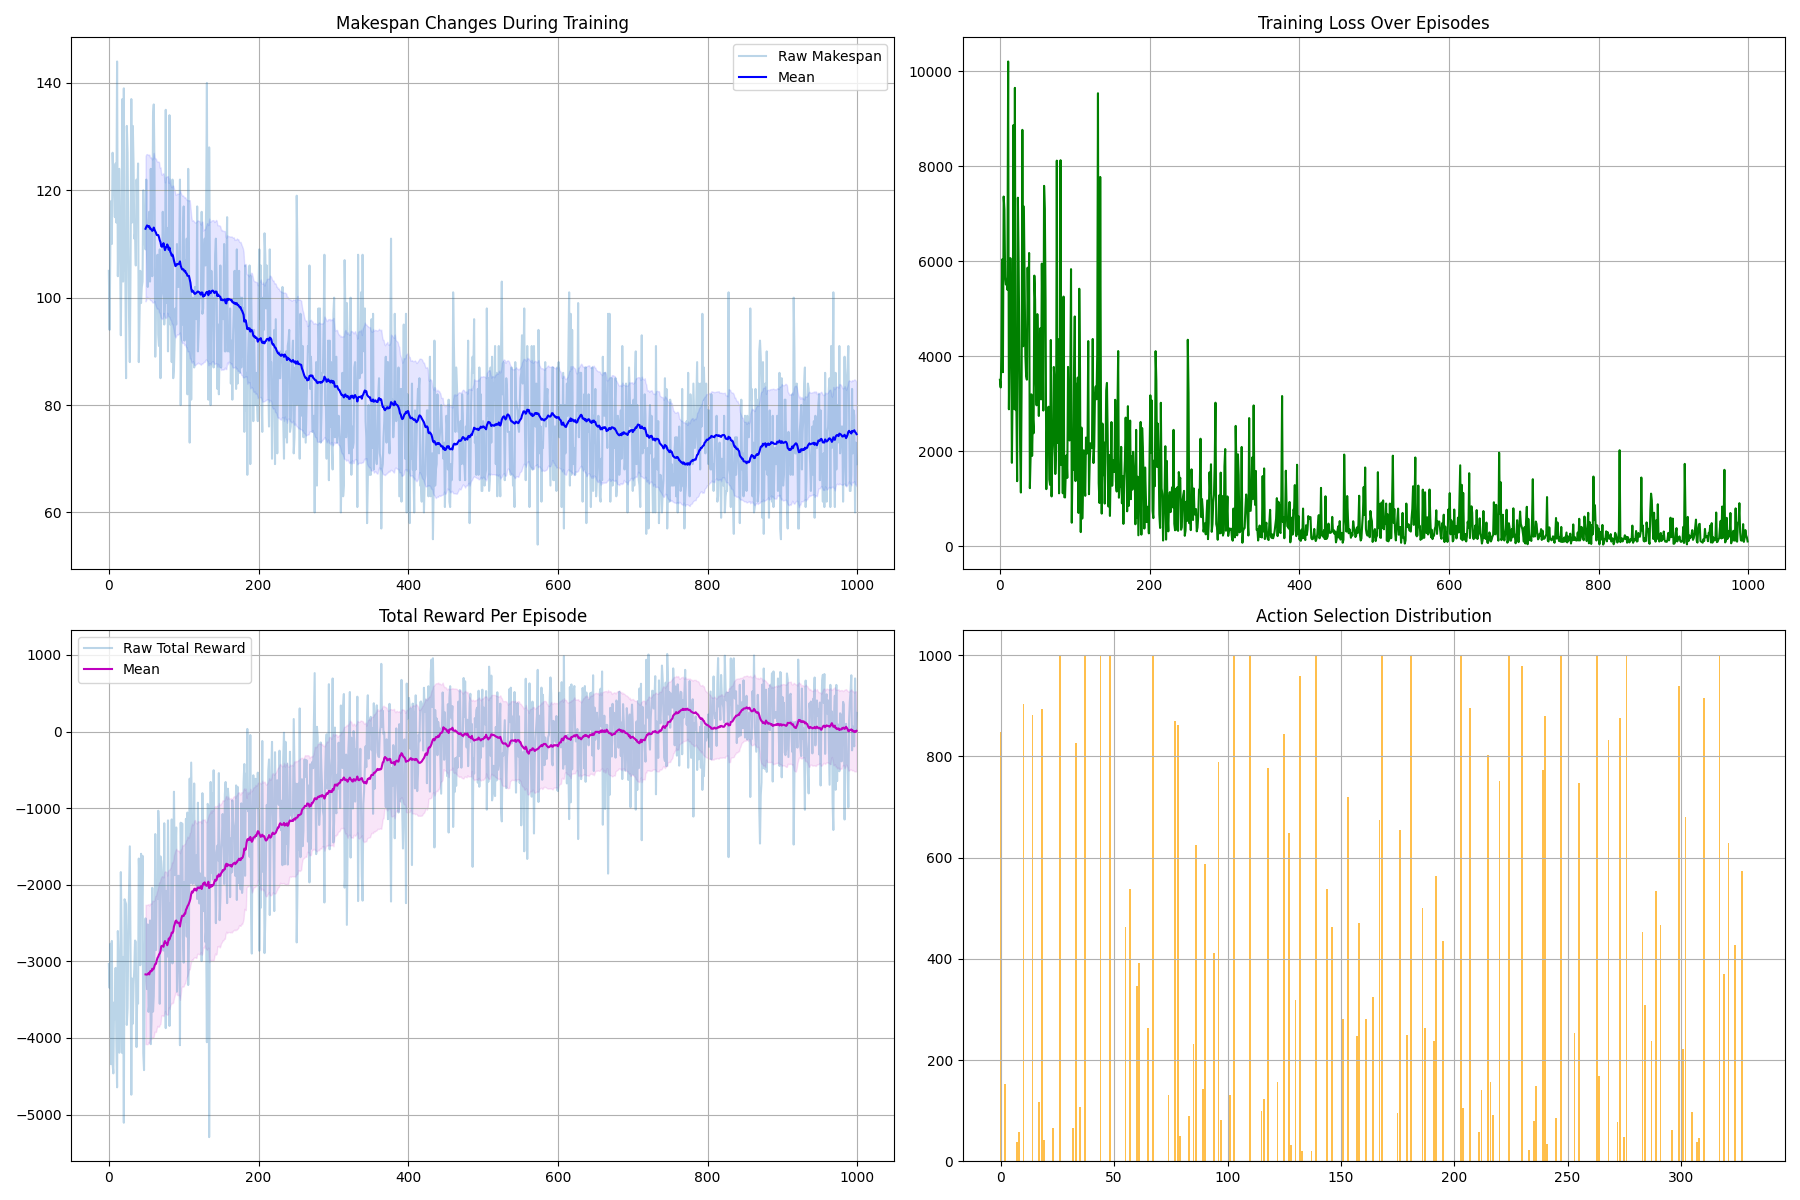 Makespan Changes During Training
Raw Makespan
Mean
140
120
100
80
60
0 200 400 600 800 1000
Training Loss Over Episodes
10000
8000
6000
4000
2000
0
0 200 400 600 800 1000
Total Reward Per Episode
Raw Total Reward
Mean
1000
0
−1000
−2000
−3000
−4000
−5000
0 200 400 600 800 1000
Action Selection Distribution
1000
800
600
400
200
0
0 50 100 150 200 250 300